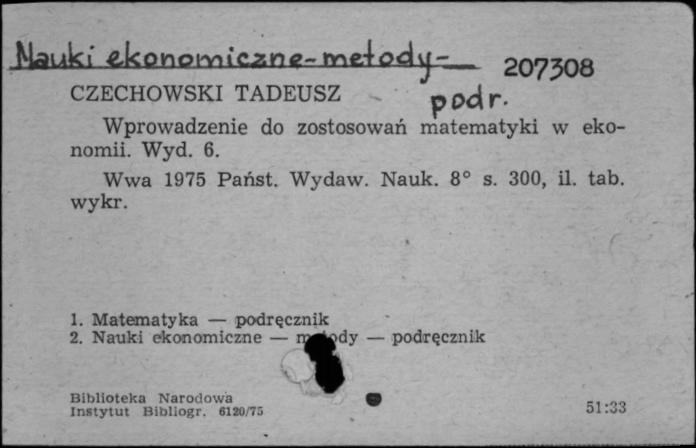 Nauki ekonomiczne-metody-
207308
podr.
CZECHOWSKI TADEUSZ
Wprowadzenie do zostosowań matematyki w eko-
nomii. Wyd. 6.
Wwa 1975 Państ. Wydaw. Nauk. 8° s. 300, il. tab.
wykr.
1. Matematyka — podręcznik
2. Nauki ekonomiczne — metody — podręcznik
Biblioteka Narodowa
Instytut Bibliogr. 6120/75
51:33